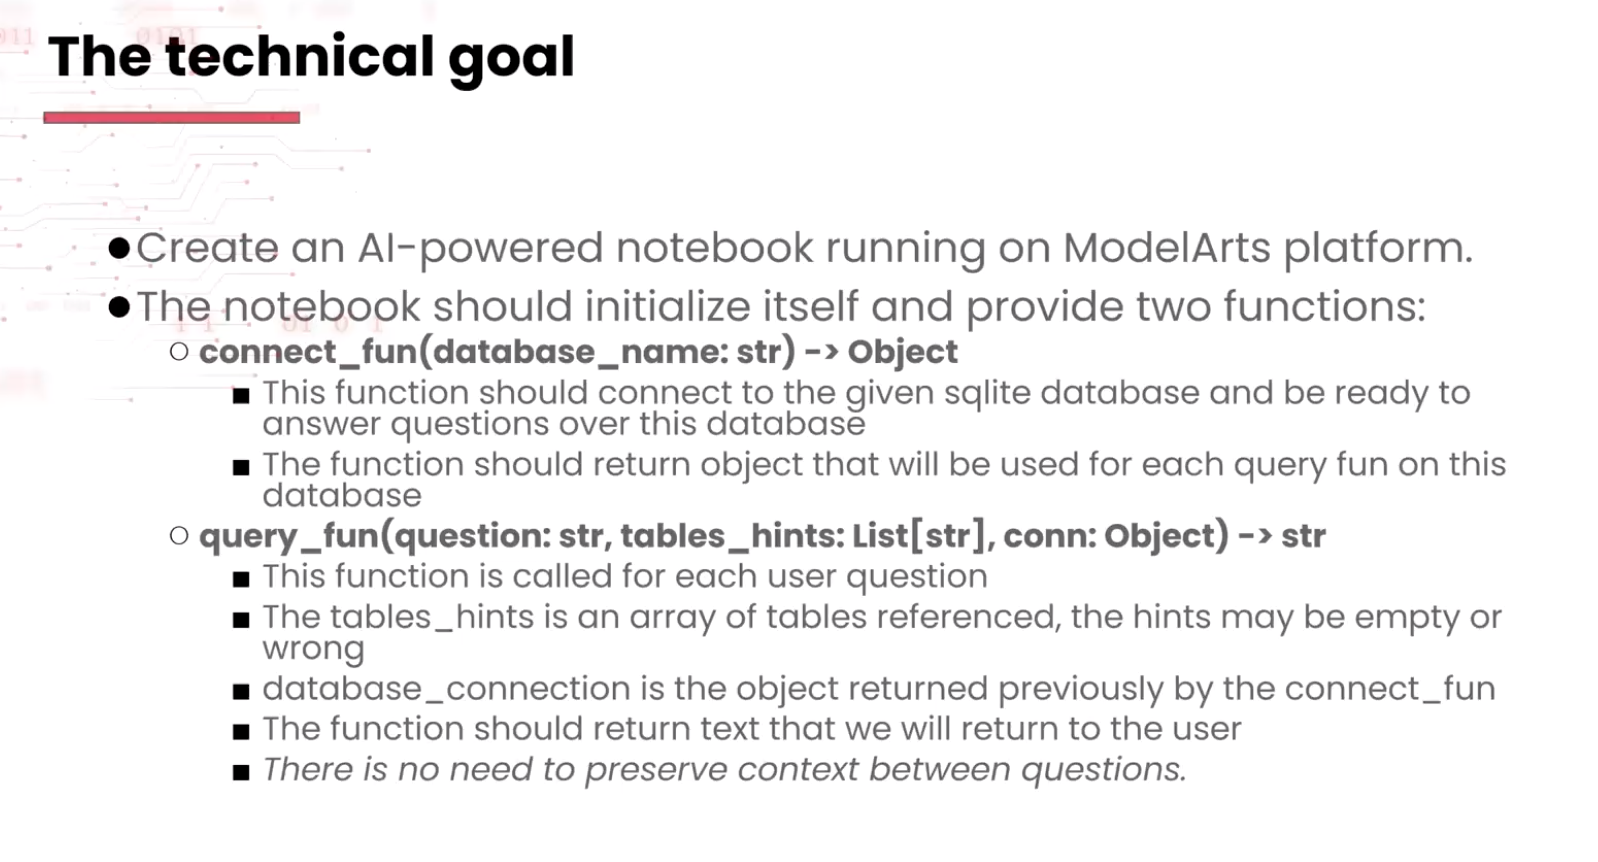 The technical goal
● Create an AI-powered notebook running on ModelArts platform.
● The notebook should initialize itself and provide two functions:
○ connect_fun(database_name: str) -> Object
■ This function should connect to the given sqlite database and be ready to
answer questions over this database
■ The function should return object that will be used for each query fun on this
database
○ query_fun(question: str, tables_hints: List[str], conn: Object) -> str
■ This function is called for each user question
■ The tables_hints is an array of tables referenced, the hints may be empty or
wrong
■ database_connection is the object returned previously by the connect_fun
■ The function should return text that we will return to the user
■ There is no need to preserve context between questions.